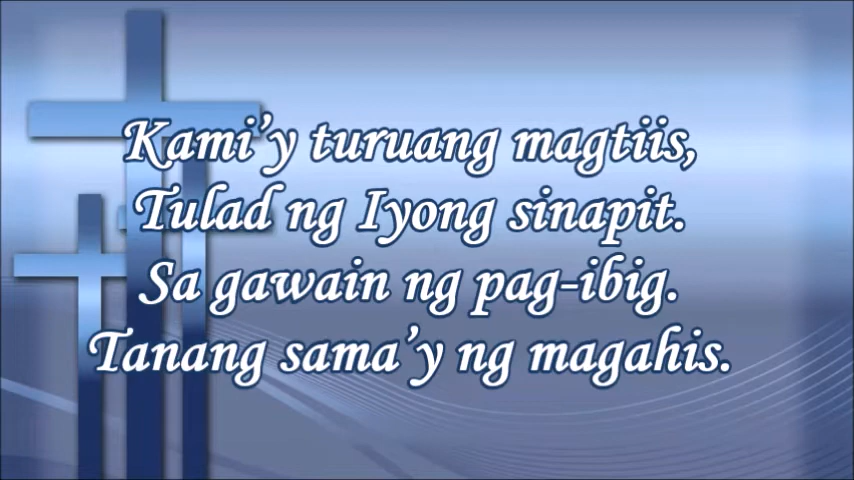 Kami’y turuang magtiis,
Tulad ng Iyong sinapit.
Sa gawain ng pag-ibig.
Tanang sama’y ng magahis.